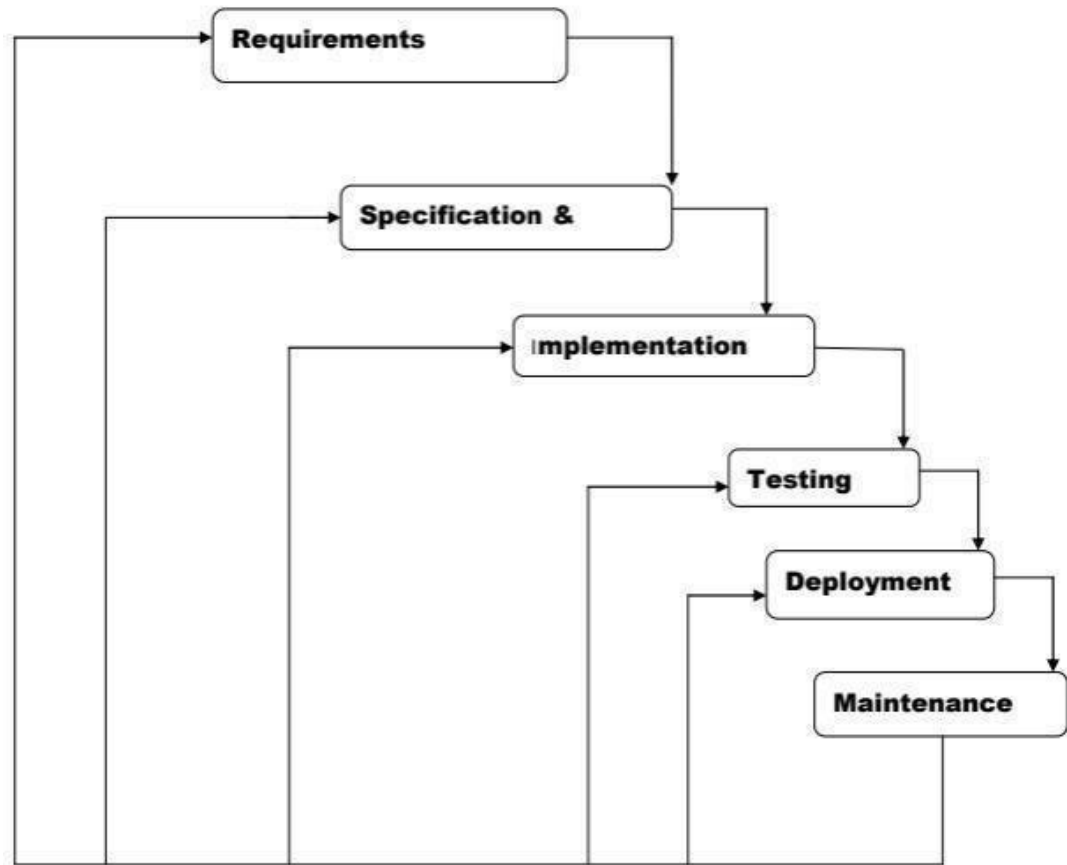 Requirements
Specification &
Implementation
Testing
Deployment
Maintenance